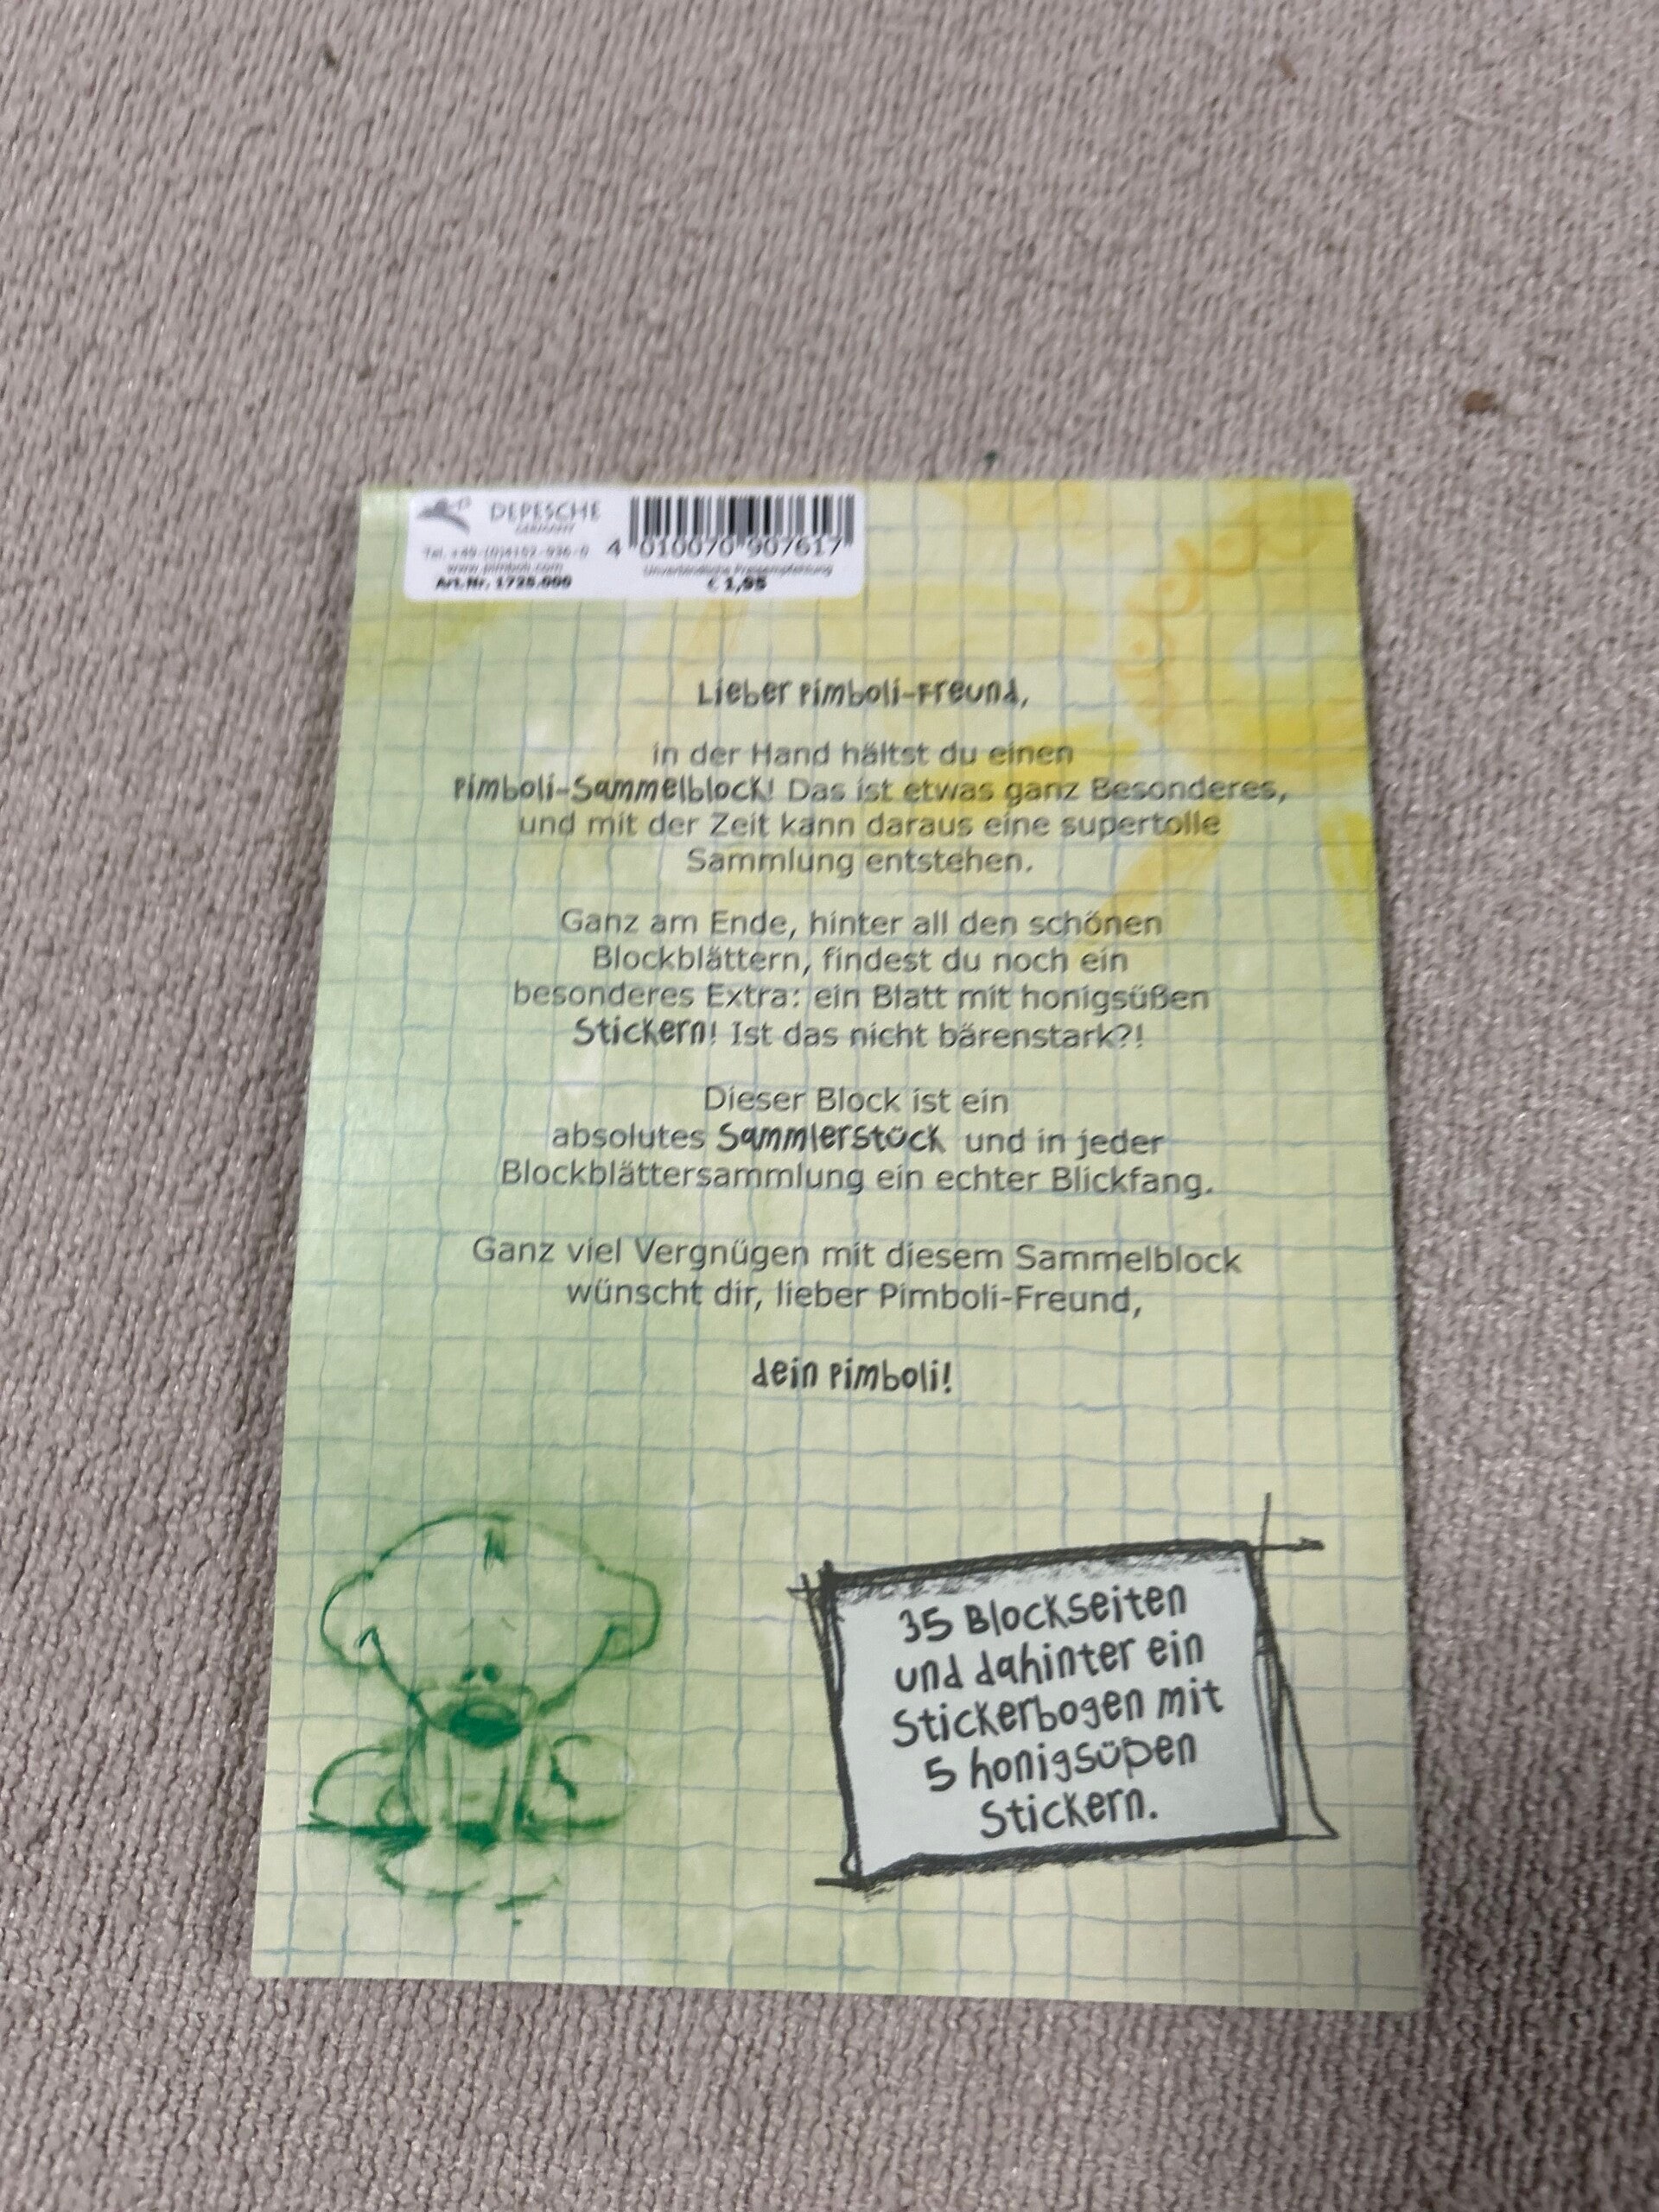 DEPESCHE
GERMANY
Tel. +49-(0)4152-936-0
www.pimboli.com
Art.Nr. 1725.000
4 010070 907617
Unverbindliche Preisempfehlung
€ 1,95
Lieber Pimboli-Freund,
in der Hand hältst du einen
Pimboli-Sammelblock! Das ist etwas ganz Besonderes,
und mit der Zeit kann daraus eine supertolle
Sammlung entstehen.
Ganz am Ende, hinter all den schönen
Blockblättern, findest du noch ein
besonderes Extra: ein Blatt mit honigsüßen
Stickern! Ist das nicht bärenstark?!
Dieser Block ist ein
absolutes Sammlerstück und in jeder
Blockblättersammlung ein echter Blickfang.
Ganz viel Vergnügen mit diesem Sammelblock
wünscht dir, lieber Pimboli-Freund,
dein Pimboli!
35 Blockseiten
und dahinter ein
Stickerbogen mit
5 honigsüßen
Stickern.